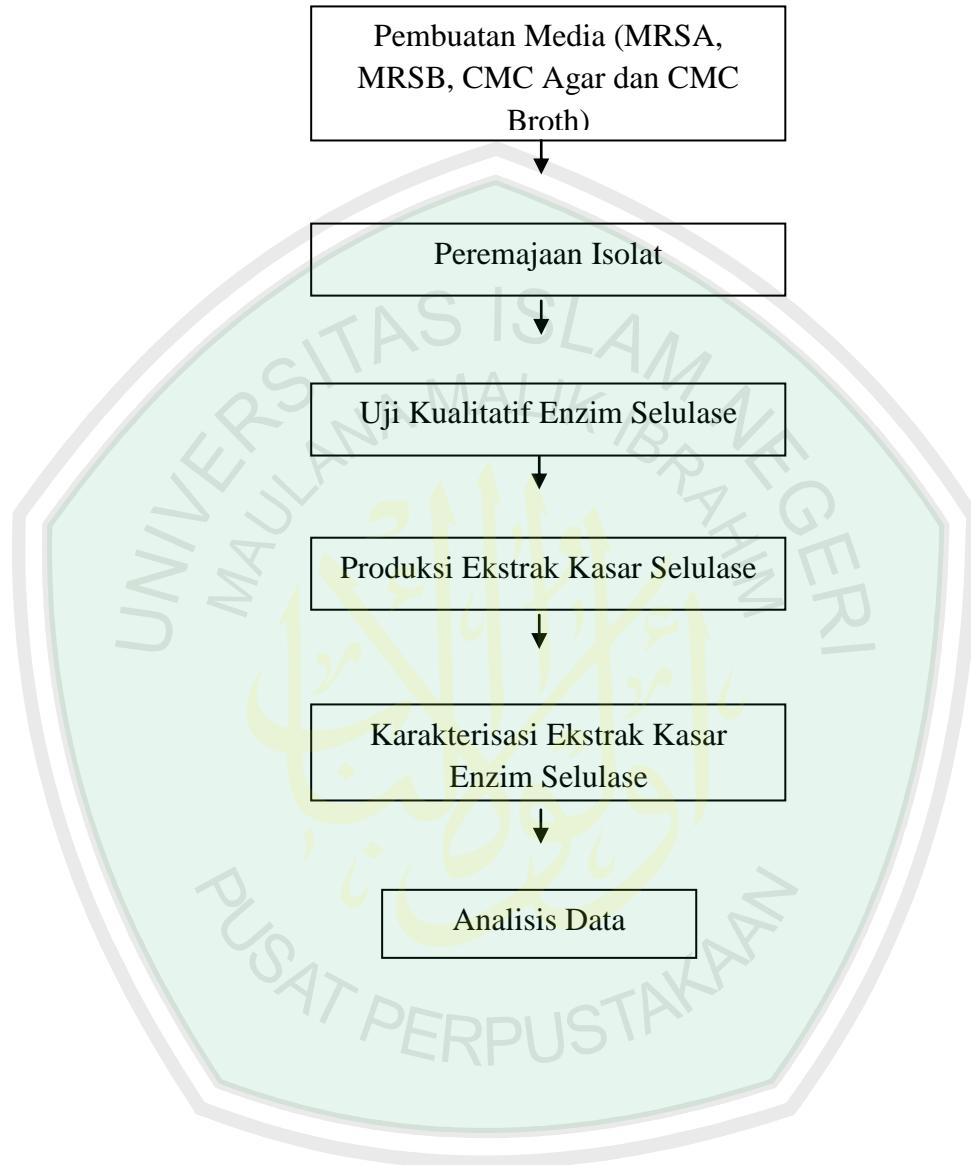 Pembuatan Media (MRSA,
MRSB, CMC Agar dan CMC
Broth)
Peremajaan Isolat
Uji Kualitatif Enzim Selulase
Produksi Ekstrak Kasar Selulase
Karakterisasi Ekstrak Kasar
Enzim Selulase
Analisis Data
UNIVERSITAS ISLAM NEGERI
MAULANA MALIK IBRAHIM
PUSAT PERPUSTAKAAN